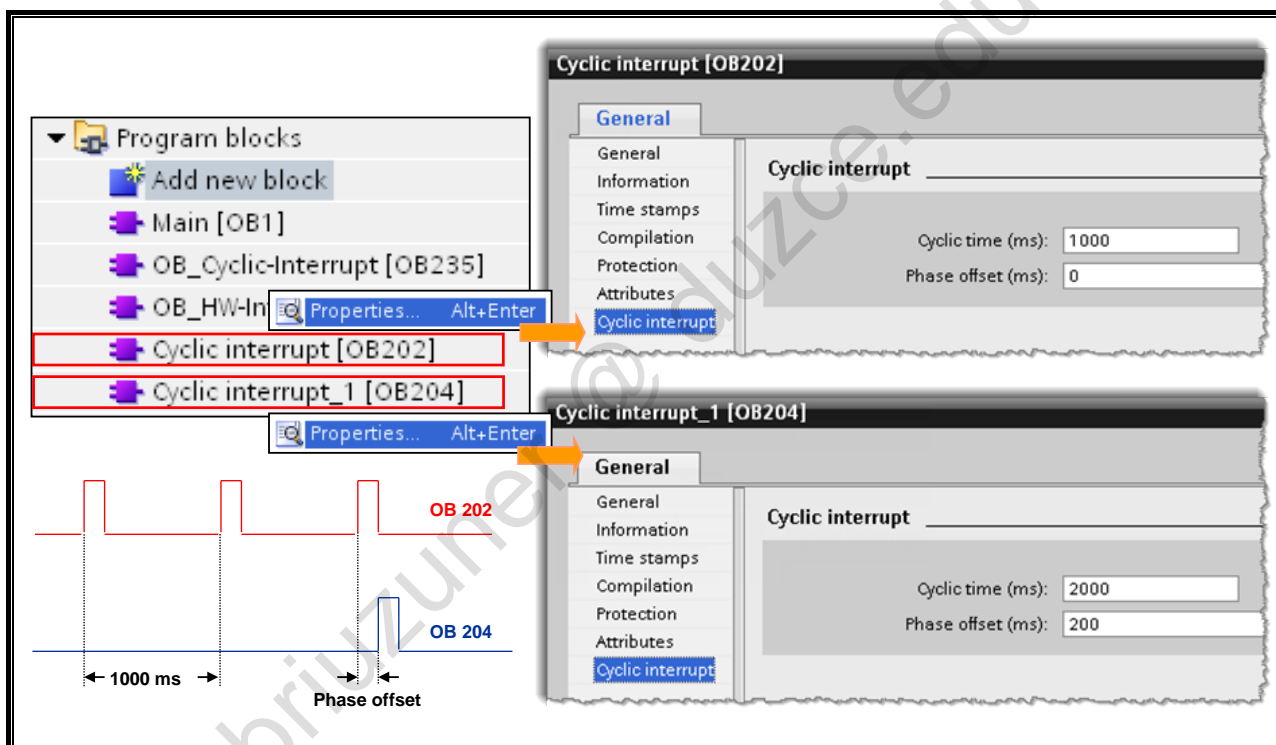 Program blocks
Add new block
Main [OB1]
OB_Cyclic-Interrupt [OB235]
OB_HW-In
Properties... Alt+Enter
Cyclic interrupt [OB202]
Cyclic interrupt_1 [OB204]
Properties... Alt+Enter
OB 202
OB 204
1000 ms
Phase offset
Cyclic interrupt [OB202]
General
General
Information
Time stamps
Compilation
Protection
Attributes
Cyclic interrupt
Cyclic interrupt
Cyclic time (ms): 1000
Phase offset (ms): 0
Cyclic interrupt_1 [OB204]
General
General
Information
Time stamps
Compilation
Protection
Attributes
Cyclic interrupt
Cyclic interrupt
Cyclic time (ms): 2000
Phase offset (ms): 200
briuzuner@duzce.edu